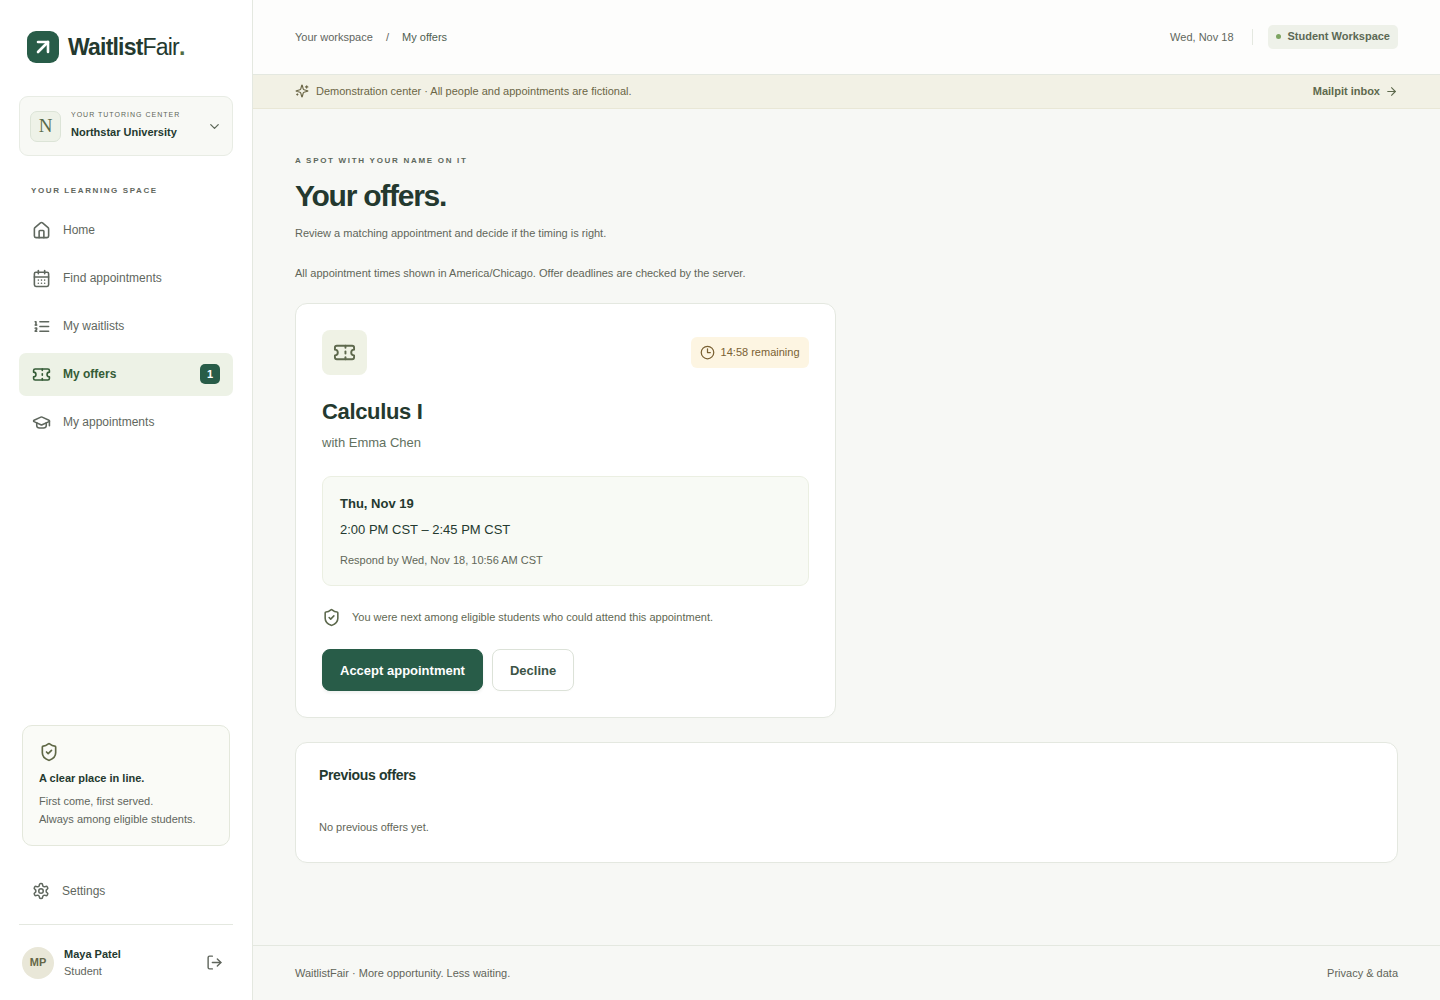 WaitlistFair.
N
YOUR TUTORING CENTER
Northstar University
YOUR LEARNING SPACE
Home
Find appointments
My waitlists
My offers
1
My appointments
A clear place in line.
First come, first served.
Always among eligible students.
Settings
MP
Maya Patel
Student
Your workspace / My offers
Wed, Nov 18
Student Workspace
Demonstration center · All people and appointments are fictional.
Mailpit inbox
A SPOT WITH YOUR NAME ON IT
Your offers.
Review a matching appointment and decide if the timing is right.
All appointment times shown in America/Chicago. Offer deadlines are checked by the server.
14:58 remaining
Calculus I
with Emma Chen
Thu, Nov 19
2:00 PM CST – 2:45 PM CST
Respond by Wed, Nov 18, 10:56 AM CST
You were next among eligible students who could attend this appointment.
Accept appointment
Decline
Previous offers
No previous offers yet.
WaitlistFair · More opportunity. Less waiting.
Privacy & data